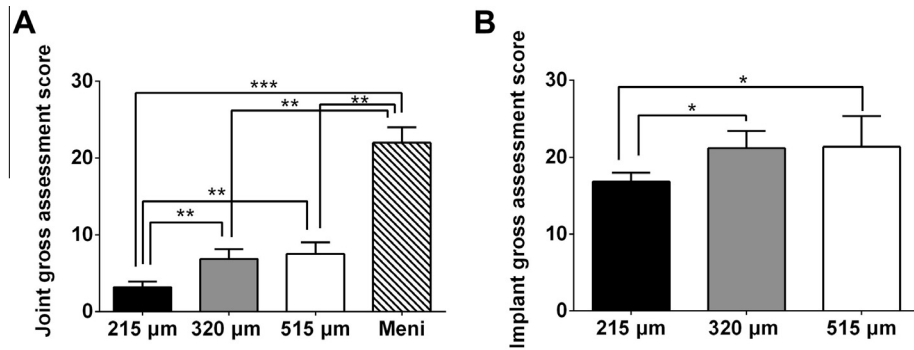 A
Joint gross assessment score
30
20
10
0
***
**
**
**
**
215 µm 320 µm 515 µm Meni
B
Implant gross assessment score
30
20
10
0
*
*
215 µm 320 µm 515 µm